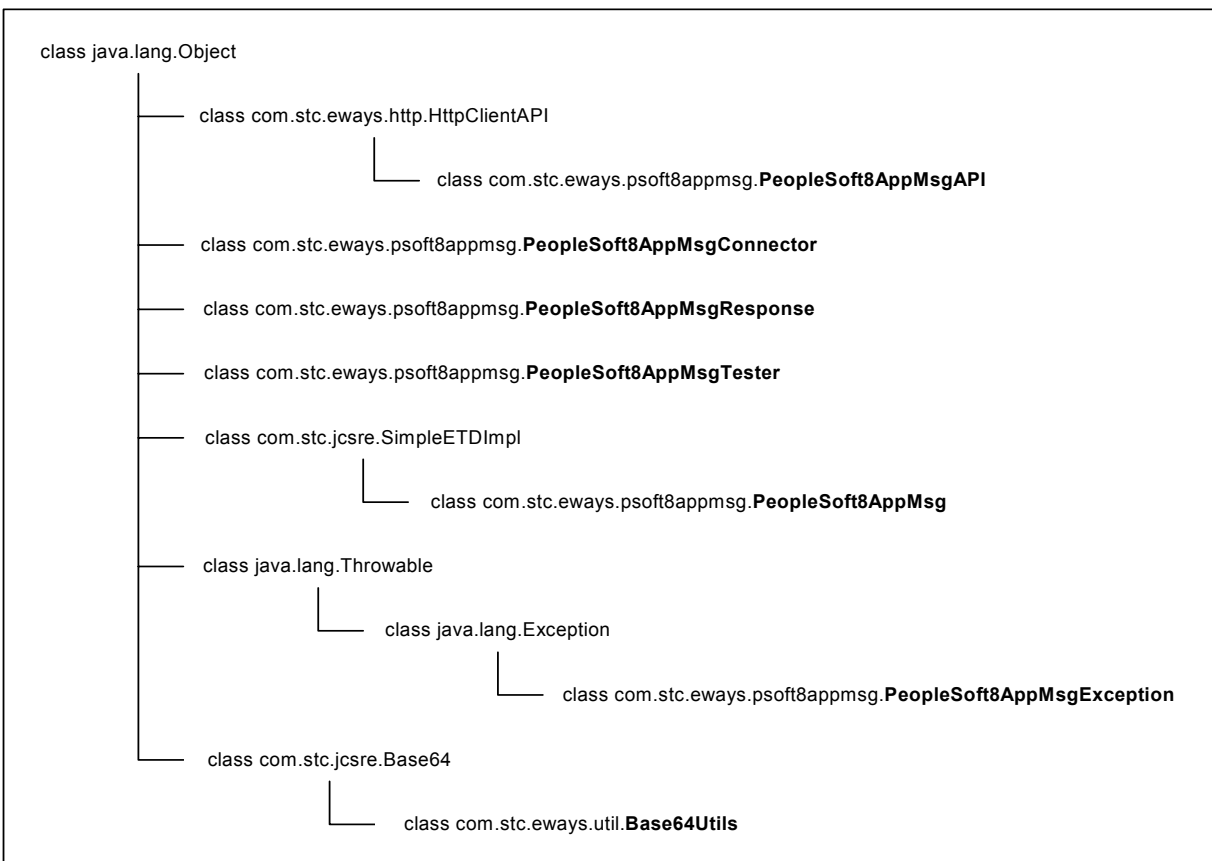 class java.lang.Object
class com.stc.eways.http.HttpClientAPI
class com.stc.eways.psoft8appmsg.PeopleSoft8AppMsgAPI
class com.stc.eways.psoft8appmsg.PeopleSoft8AppMsgConnector
class com.stc.eways.psoft8appmsg.PeopleSoft8AppMsgResponse
class com.stc.eways.psoft8appmsg.PeopleSoft8AppMsgTester
class com.stc.jcsre.SimpleETDImpl
class com.stc.eways.psoft8appmsg.PeopleSoft8AppMsg
class java.lang.Throwable
class java.lang.Exception
class com.stc.eways.psoft8appmsg.PeopleSoft8AppMsgException
class com.stc.jcsre.Base64
class com.stc.eways.util.Base64Utils